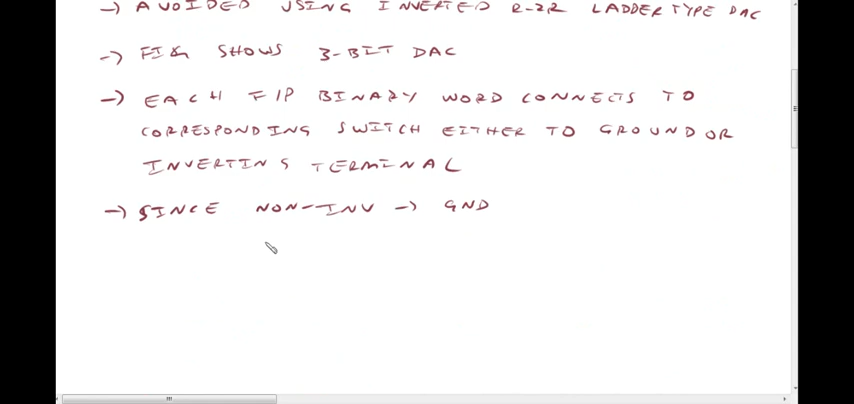 -> AVOIDED USING INVERTED R-2R LADDER TYPE DAC
-> FIG SHOWS 3-BIT DAC
-> EACH I/P BINARY WORD CONNECTS TO
CORRESPONDING SWITCH EITHER TO GROUND OR
INVERTING TERMINAL
-> SINCE NON-INV -> GND